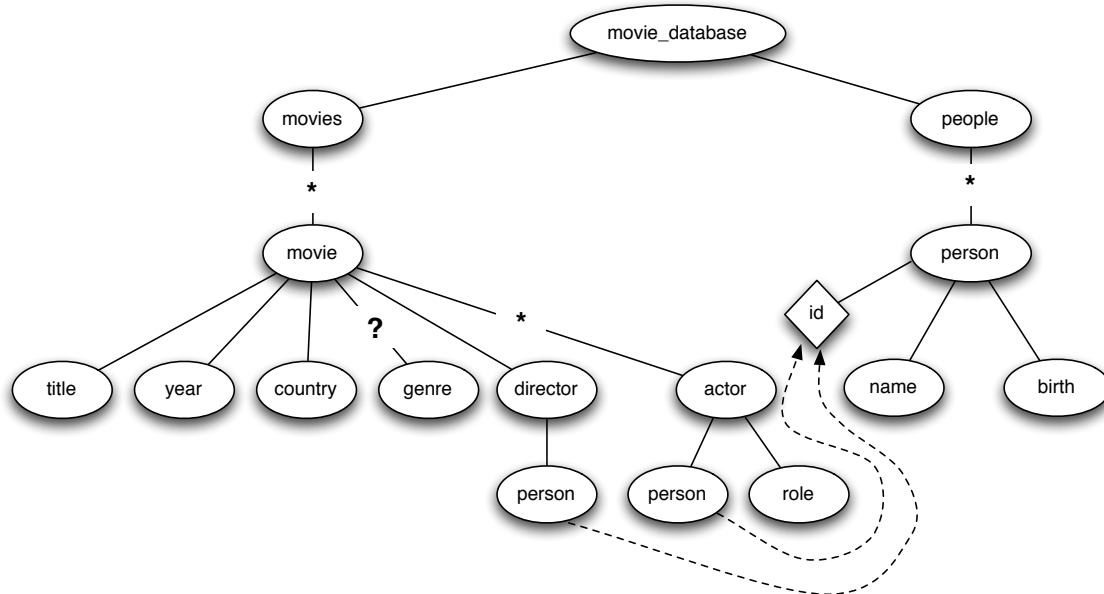 movie_database
movies
people
*
*
movie
person
id
?
*
title
year
country
genre
director
actor
name
birth
person
person
role